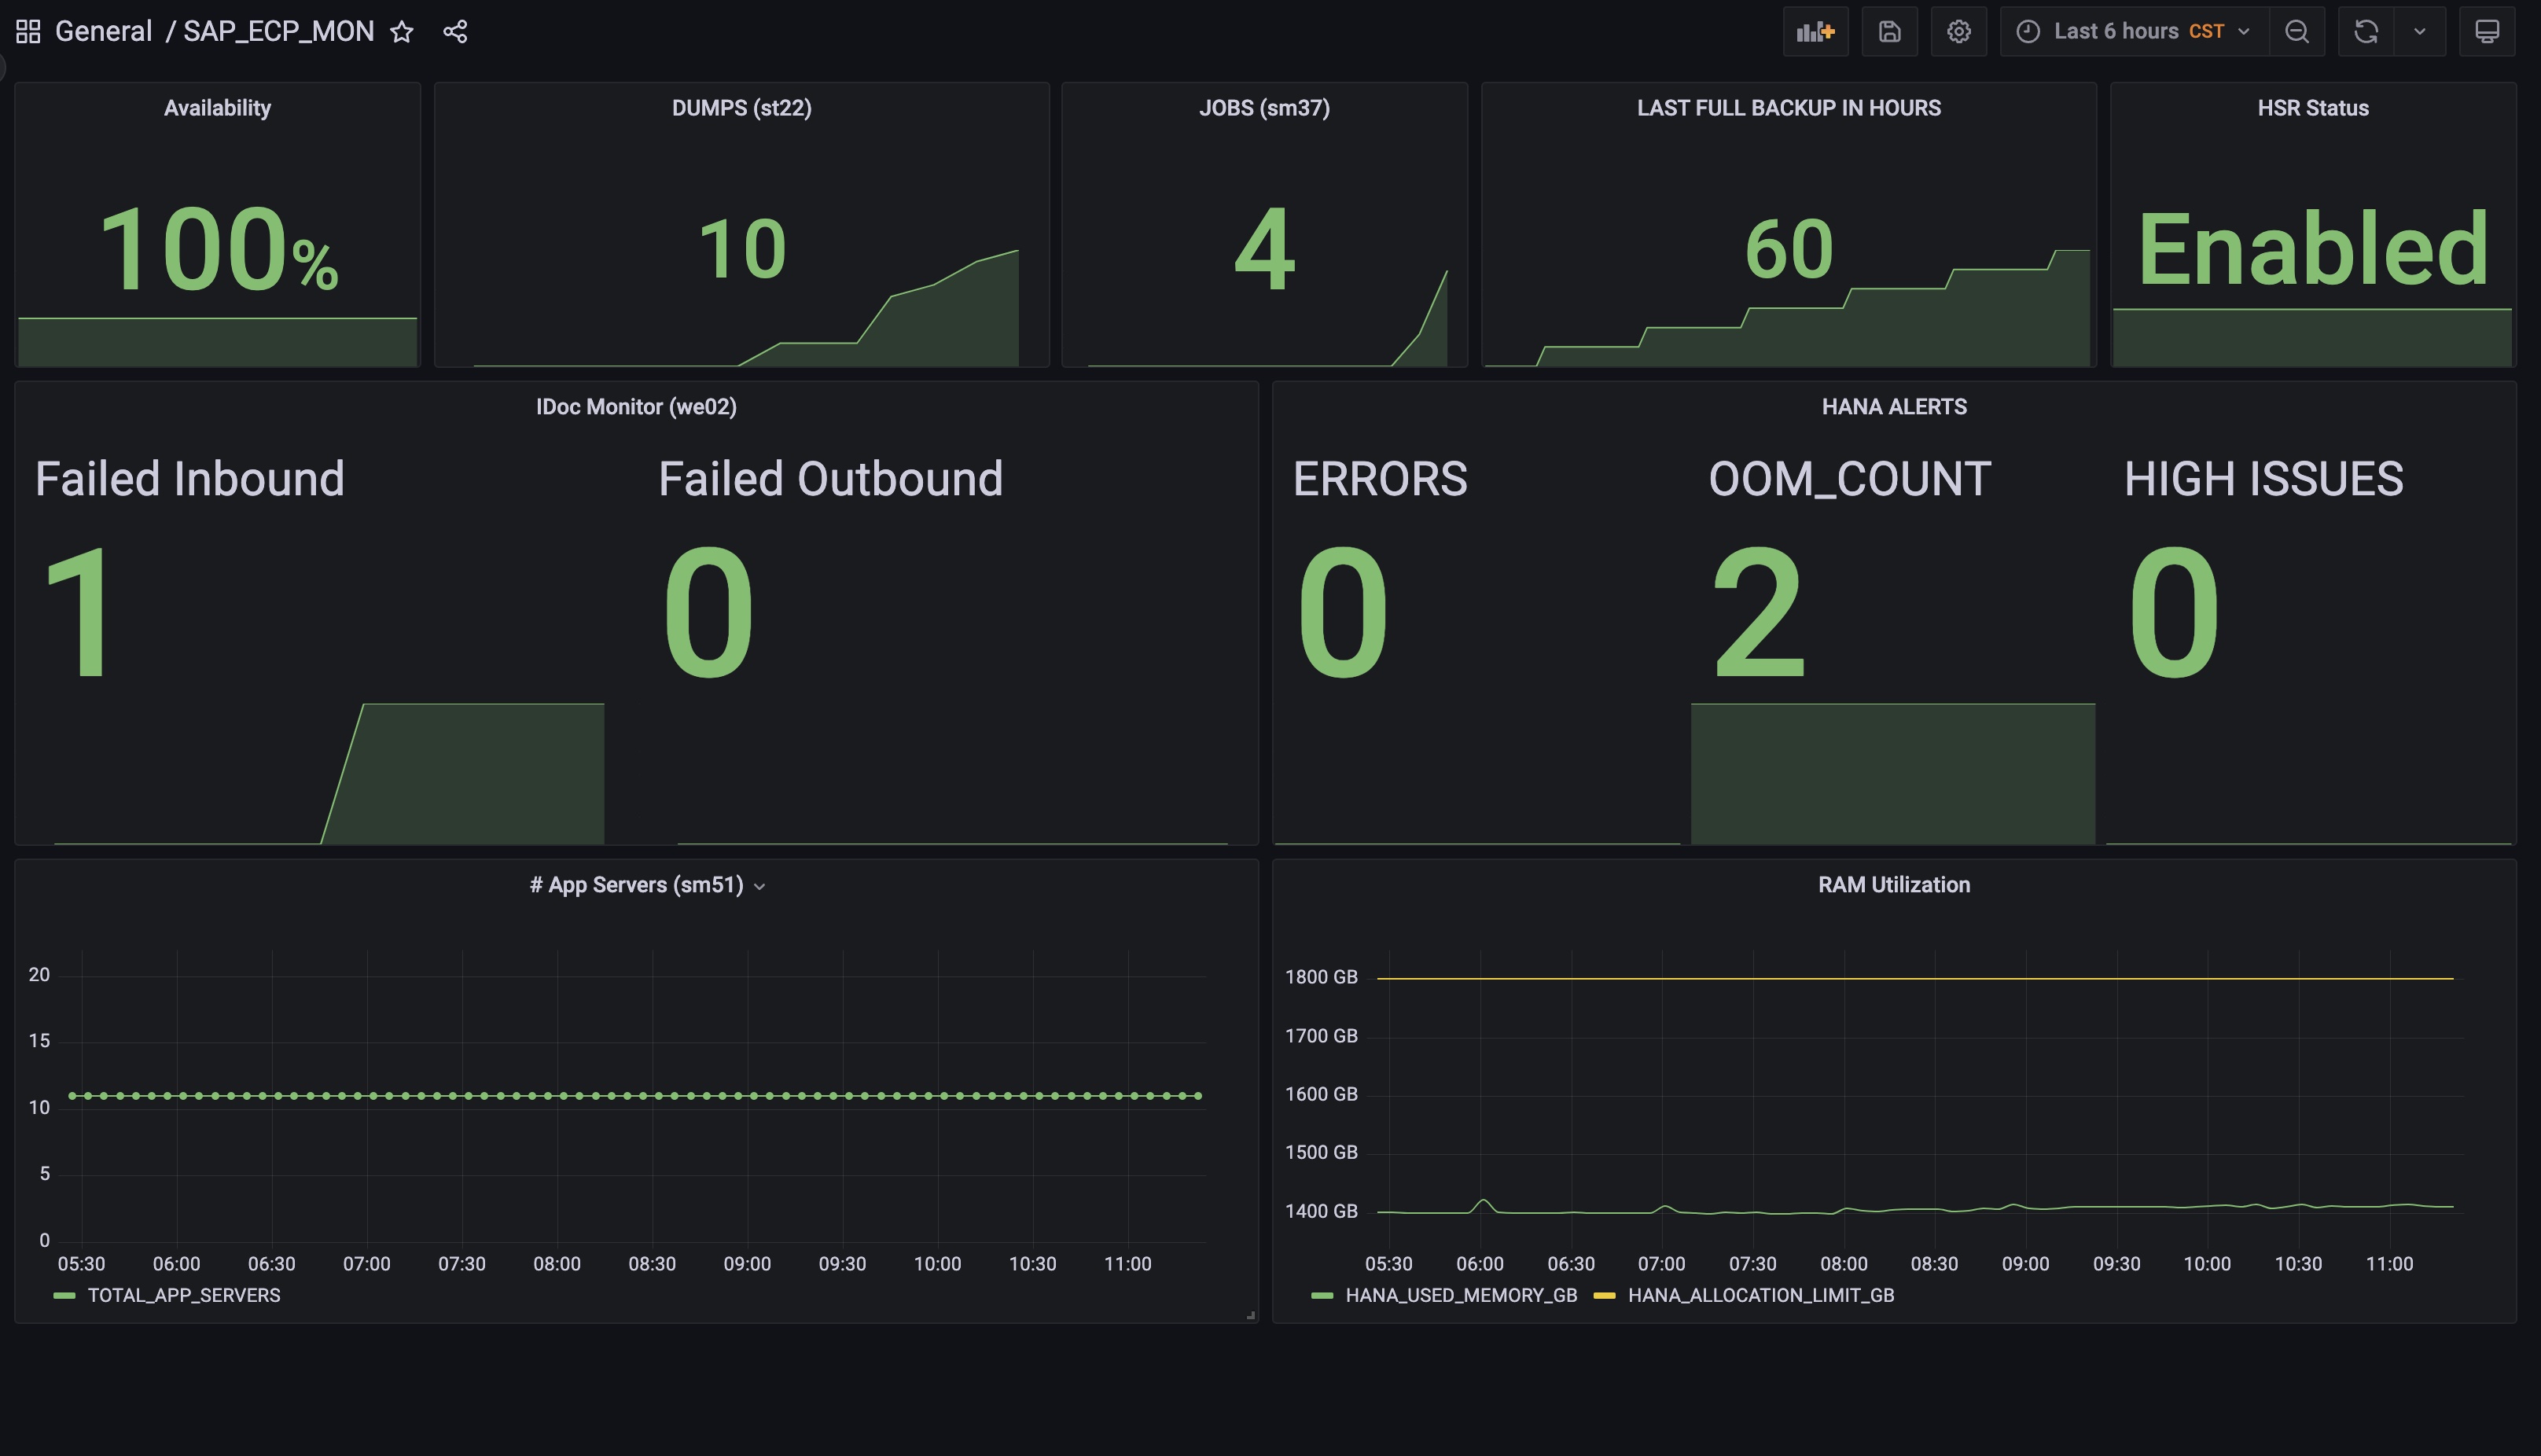 General / SAP_ECP_MON
Last 6 hours CST
Availability
100%
DUMPS (st22)
10
JOBS (sm37)
4
LAST FULL BACKUP IN HOURS
60
HSR Status
Enabled
IDoc Monitor (we02)
Failed Inbound
1
Failed Outbound
0
HANA ALERTS
ERRORS
0
OOM_COUNT
2
HIGH ISSUES
0
# App Servers (sm51)
20
15
10
5
0
05:30 06:00 06:30 07:00 07:30 08:00 08:30 09:00 09:30 10:00 10:30 11:00
TOTAL_APP_SERVERS
RAM Utilization
1800 GB
1700 GB
1600 GB
1500 GB
1400 GB
05:30 06:00 06:30 07:00 07:30 08:00 08:30 09:00 09:30 10:00 10:30 11:00
HANA_USED_MEMORY_GB HANA_ALLOCATION_LIMIT_GB